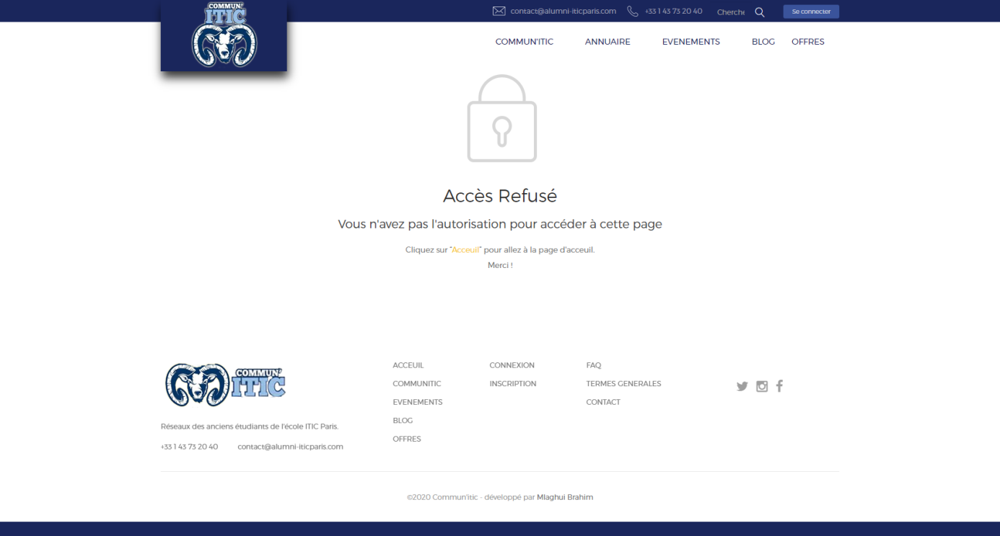 COMMUN'
ITIC
contact@alumni-iticparis.com
+33 1 43 73 20 40
Cherche
Se connecter
COMMUN'ITIC
ANNUAIRE
EVENEMENTS
BLOG
OFFRES
Accès Refusé
Vous n'avez pas l'autorisation pour accéder à cette page
Cliquez sur "Acceuil" pour allez à la page d'acceuil.
Merci !
COMMUN'
ITIC
Réseaux des anciens étudiants de l'école ITIC Paris.
+33 1 43 73 20 40
contact@alumni-iticparis.com
ACCEUIL
COMMUNITIC
EVENEMENTS
BLOG
OFFRES
CONNEXION
INSCRIPTION
FAQ
TERMES GENERALES
CONTACT
©2020 Commun'itic - développé par Mlaghui Brahim